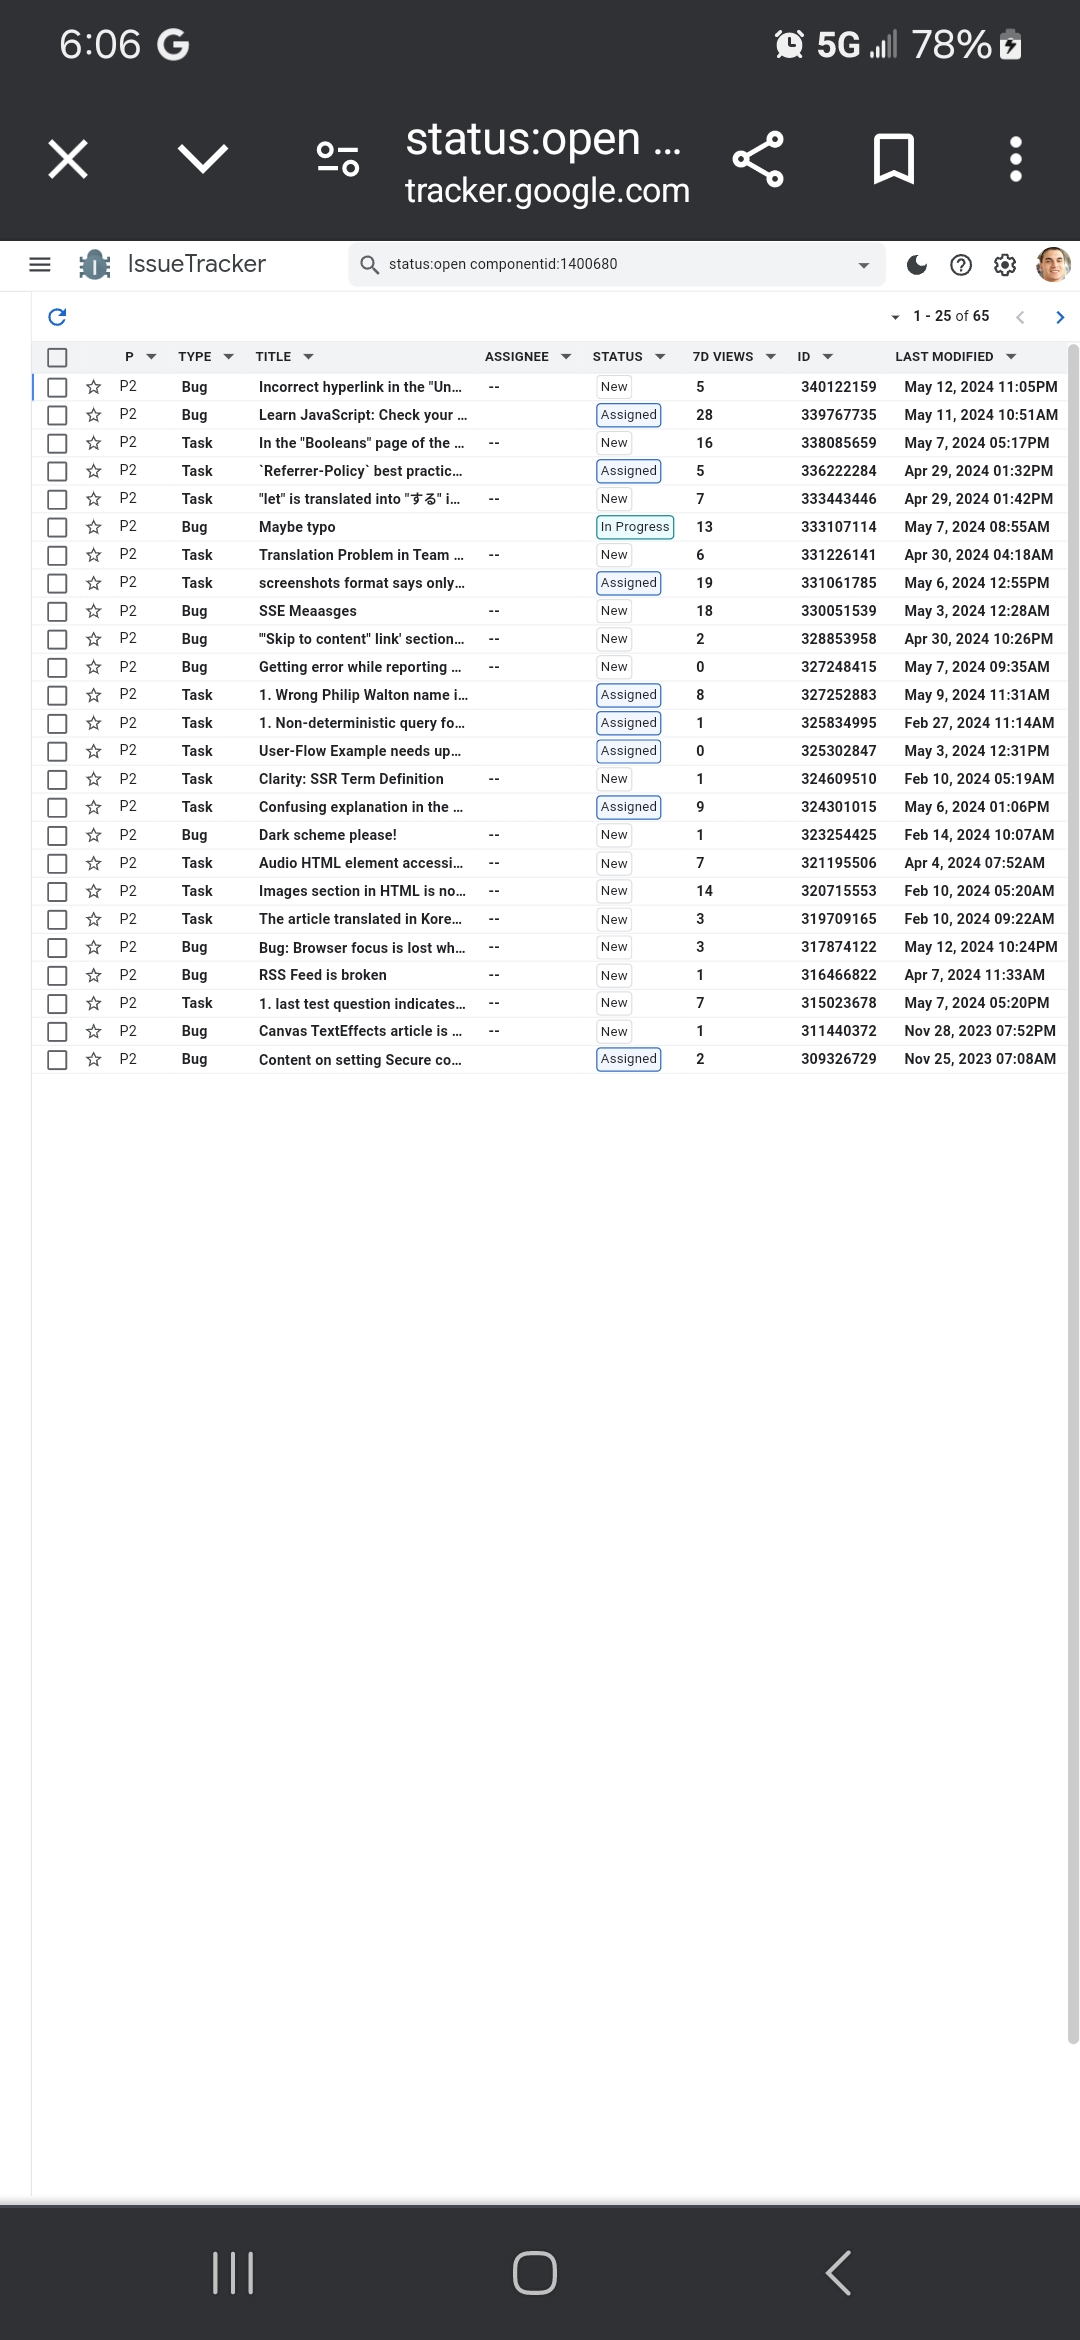 6:06 G 5G 78%
status:open ...
tracker.google.com
IssueTracker status:open componentid:1400680
1 - 25 of 65
P TYPE TITLE ASSIGNEE STATUS 7D VIEWS ID LAST MODIFIED
P2 Bug Incorrect hyperlink in the "Un... -- New 5 340122159 May 12, 2024 11:05PM
P2 Bug Learn JavaScript: Check your ... Assigned 28 339767735 May 11, 2024 10:51AM
P2 Task In the "Booleans" page of the ... -- New 16 338085659 May 7, 2024 05:17PM
P2 Task `Referrer-Policy` best practic... Assigned 5 336222284 Apr 29, 2024 01:32PM
P2 Task "let" is translated into "する" i... -- New 7 333443446 Apr 29, 2024 01:42PM
P2 Bug Maybe typo In Progress 13 333107114 May 7, 2024 08:55AM
P2 Task Translation Problem in Team ... -- New 6 331226141 Apr 30, 2024 04:18AM
P2 Task screenshots format says only... Assigned 19 331061785 May 6, 2024 12:55PM
P2 Bug SSE Meaasges -- New 18 330051539 May 3, 2024 12:28AM
P2 Bug '"Skip to content" link' section... -- New 2 328853958 Apr 30, 2024 10:26PM
P2 Bug Getting error while reporting ... -- New 0 327248415 May 7, 2024 09:35AM
P2 Task 1. Wrong Philip Walton name i... Assigned 8 327252883 May 9, 2024 11:31AM
P2 Task 1. Non-deterministic query fo... Assigned 1 325834995 Feb 27, 2024 11:14AM
P2 Task User-Flow Example needs up... Assigned 0 325302847 May 3, 2024 12:31PM
P2 Task Clarity: SSR Term Definition -- New 1 324609510 Feb 10, 2024 05:19AM
P2 Task Confusing explanation in the ... Assigned 9 324301015 May 6, 2024 01:06PM
P2 Bug Dark scheme please! -- New 1 323254425 Feb 14, 2024 10:07AM
P2 Task Audio HTML element accessi... -- New 7 321195506 Apr 4, 2024 07:52AM
P2 Task Images section in HTML is no... -- New 14 320715553 Feb 10, 2024 05:20AM
P2 Task The article translated in Kore... -- New 3 319709165 Feb 10, 2024 09:22AM
P2 Bug Bug: Browser focus is lost wh... -- New 3 317874122 May 12, 2024 10:24PM
P2 Bug RSS Feed is broken -- New 1 316466822 Apr 7, 2024 11:33AM
P2 Task 1. last test question indicates... -- New 7 315023678 May 7, 2024 05:20PM
P2 Bug Canvas TextEffects article is ... -- New 1 311440372 Nov 28, 2023 07:52PM
P2 Bug Content on setting Secure co... Assigned 2 309326729 Nov 25, 2023 07:08AM